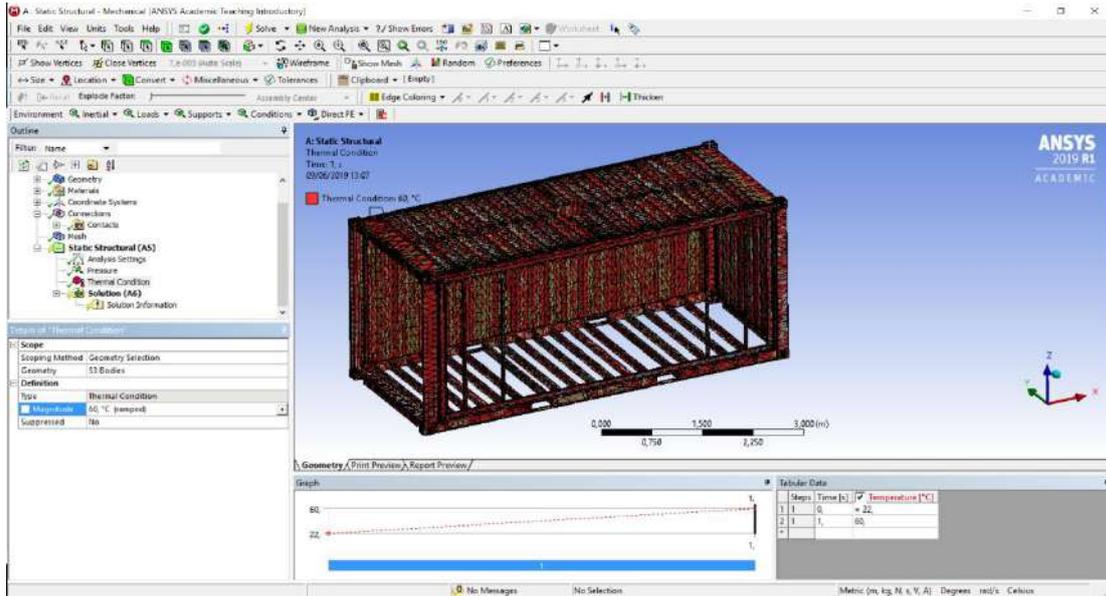 A: Static Structural - Mechanical [ANSYS Academic Teaching Introductory]
File Edit View Units Tools Help Solve New Analysis ?/ Show Errors Worksheet
Show Vertices Close Vertices (Auto Scale) Wireframe Show Mesh Random Preferences
Size Location Convert Miscellaneous Tolerances Clipboard [Empty]
Explode Factor: Assembly Center Edge Coloring Thicken
Environment Inertial Loads Supports Conditions Direct FE
Outline
Filter: Name
Geometry
Materials
Coordinate Systems
Connections
Contacts
Mesh
Static Structural (A5)
Analysis Settings
Pressure
Thermal Condition
Solution (A6)
Solution Information
Details of "Thermal Condition"
Scope
Scoping Method Geometry Selection
Geometry 53 Bodies
Definition
Type Thermal Condition
Magnitude 60, °C (ramped)
Suppressed No
A: Static Structural
Thermal Condition
Time: 1, s
09/06/2019 13:07
Thermal Condition: 60, °C
ANSYS
2019 R1
ACADEMIC
Z
Y
X
0,000 1,500 3,000 (m)
0,750 2,250
Geometry Print Preview Report Preview
Graph
1,
60,
22,
1,
1
Tabular Data
Steps Time [s] Temperature [°C]
1 1 0, = 22,
2 1 1, 60,
*
No Messages No Selection Metric (m, kg, N, s, V, A) Degrees rad/s Celsius